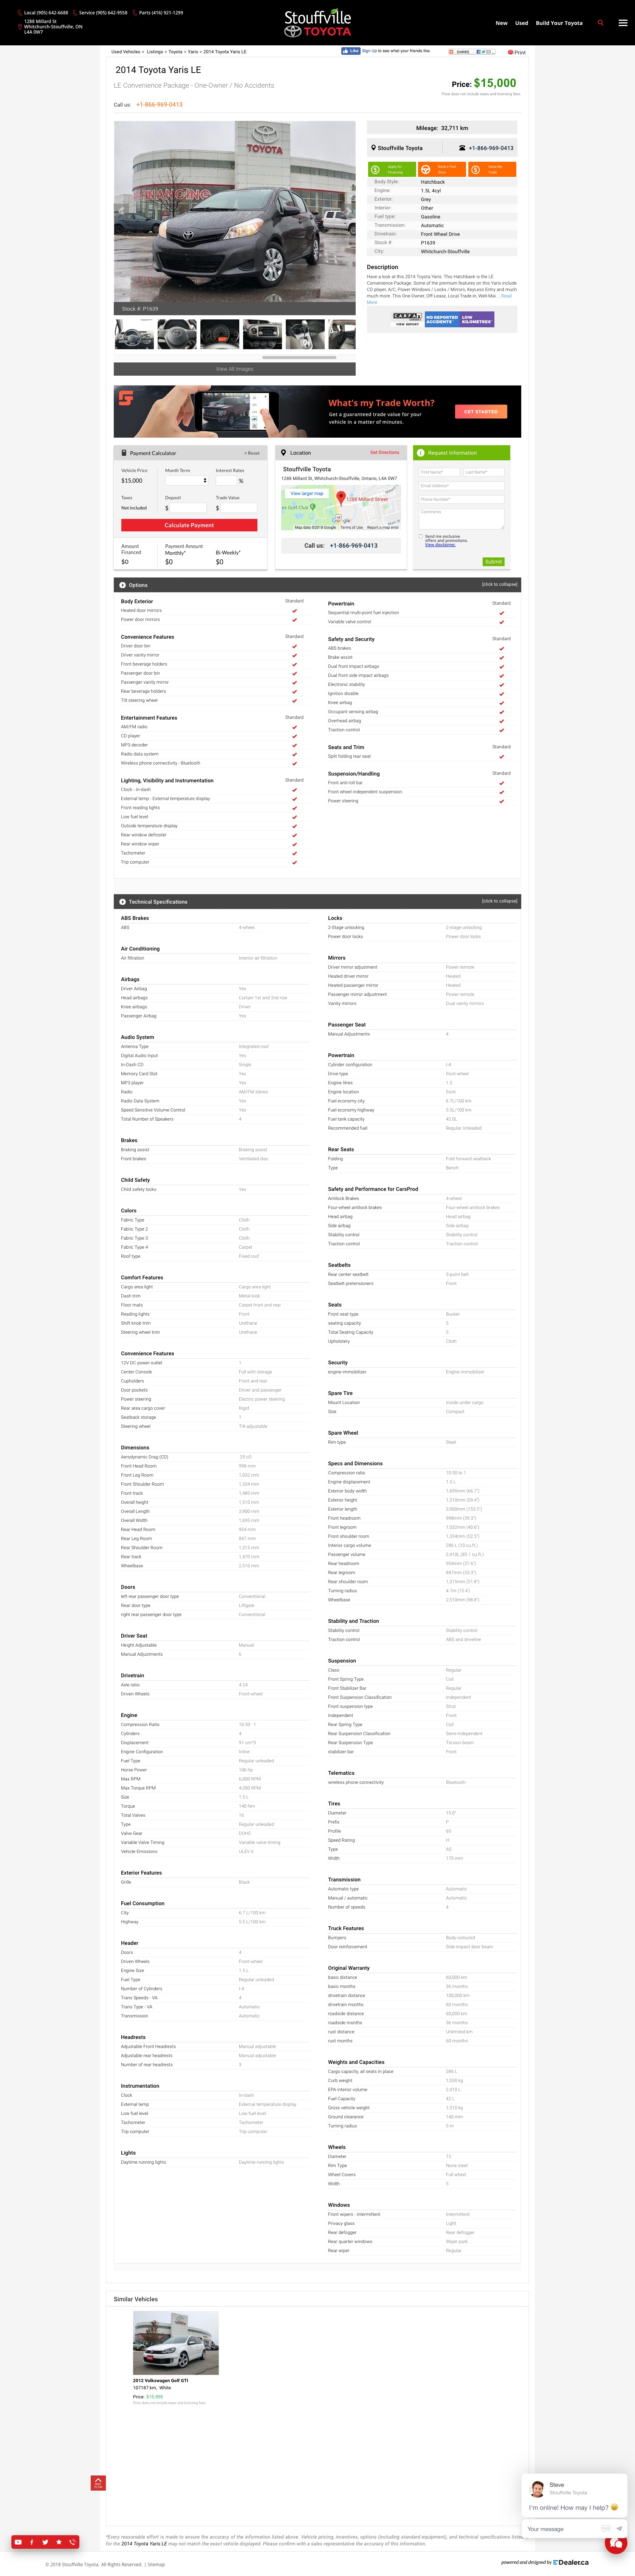 Local (905) 642-6688 Service (905) 642-9558 Parts (416) 921-1299
1288 Millard St
Whitchurch-Stouffville, ON
L4A 0W7
Stouffville
TOYOTA
New Used Build Your Toyota
Used Vehicles > Listings > Toyota > Yaris > 2014 Toyota Yaris LE
Like Sign Up to see what your friends like.
SHARE
Print
2014 Toyota Yaris LE
LE Convenience Package - One-Owner / No Accidents
Price: $15,000
Price does not include taxes and licensing fees.
Call us: +1-866-969-0413
TOYOTA
Stock #: P1639
View All Images
Mileage: 32,711 km
Stouffville Toyota +1-866-969-0413
Body Style: Hatchback
Engine: 1.5L 4cyl
Exterior: Grey
Interior: Other
Fuel type: Gasoline
Transmission: Automatic
Drivetrain: Front Wheel Drive
Stock #: P1639
City: Whitchurch-Stouffville
Description
Have a look at this 2014 Toyota Yaris. This Hatchback is the LE
Convenience Package. Some of the premium features on this Yaris include
CD player, A/C, Power Windows / Locks / Mirrors, KeyLess Entry and much
much more. This One-Owner, Off Lease, Local Trade-in, Well-Mai ...Read
More
CARFAX
VIEW REPORT
NO REPORTED
ACCIDENTS
LOW
KILOMETRES
What's my Trade Worth?
Get a guaranteed trade value for your
vehicle in a matter of minutes.
GET STARTED
Payment Calculator × Reset
Vehicle Price Month Term Interest Rates
$15,000 %
Taxes Deposit Trade Value
Not included $ $
Calculate Payment
Amount
Financed
$0
Payment Amount
Monthly*
$0
Bi-Weekly*
$0
Location Get Directions
Stouffville Toyota
1288 Millard St, Whitchurch-Stouffville, Ontario, L4A 0W7
View larger map
1288 Millard Street
Google
Map data ©2018 Google Terms of Use Report a map error
Call us: +1-866-969-0413
Request Information
First Name* Last Name*
Email Address*
Phone Number*
Comments
Send me exclusive
offers and promotions.
View disclaimer.
Submit
Options [click to collapse]
Body Exterior Standard
Heated door mirrors
Power door mirrors
Convenience Features Standard
Driver door bin
Driver vanity mirror
Front beverage holders
Passenger door bin
Passenger vanity mirror
Rear beverage holders
Tilt steering wheel
Entertainment Features Standard
AM/FM radio
CD player
MP3 decoder
Radio data system
Wireless phone connectivity - Bluetooth
Lighting, Visibility and Instrumentation Standard
Clock - In-dash
External temp - External temperature display
Front reading lights
Low fuel level
Outside temperature display
Rear window defroster
Rear window wiper
Tachometer
Trip computer
Powertrain Standard
Sequential multi-point fuel injection
Variable valve control
Safety and Security Standard
ABS brakes
Brake assist
Dual front impact airbags
Dual front side impact airbags
Electronic stability
Ignition disable
Knee airbag
Occupant sensing airbag
Overhead airbag
Traction control
Seats and Trim Standard
Split folding rear seat
Suspension/Handling Standard
Front anti-roll bar
Front wheel independent suspension
Power steering
Technical Specifications [click to collapse]
ABS Brakes
ABS 4-wheel
Air Conditioning
Air filtration Interior air filtration
Airbags
Driver Airbag Yes
Head airbags Curtain 1st and 2nd row
Knee airbags Driver
Passenger Airbag Yes
Audio System
Antenna Type Integrated roof
Digital Audio Input Yes
In-Dash CD Single
Memory Card Slot Yes
MP3 player Yes
Radio AM/FM stereo
Radio Data System Yes
Speed Sensitive Volume Control Yes
Total Number of Speakers 4
Brakes
Braking assist Braking assist
Front brakes Ventilated disc
Child Safety
Child safety locks Yes
Colors
Fabric Type Cloth
Fabric Type 2 Cloth
Fabric Type 3 Cloth
Fabric Type 4 Carpet
Roof type Fixed roof
Comfort Features
Cargo area light Cargo area light
Dash trim Metal-look
Floor mats Carpet front and rear
Reading lights Front
Shift knob trim Urethane
Steering wheel trim Urethane
Convenience Features
12V DC power outlet 1
Center Console Full with storage
Cupholders Front and rear
Door pockets Driver and passenger
Power steering Electric power steering
Rear area cargo cover Rigid
Seatback storage 1
Steering wheel Tilt-adjustable
Dimensions
Aerodynamic Drag (CD) .29 cD
Front Head Room 998 mm
Front Leg Room 1,032 mm
Front Shoulder Room 1,334 mm
Front track 1,485 mm
Overall height 1,510 mm
Overall Length 3,900 mm
Overall Width 1,695 mm
Rear Head Room 954 mm
Rear Leg Room 847 mm
Rear Shoulder Room 1,315 mm
Rear track 1,470 mm
Wheelbase 2,510 mm
Doors
left rear passenger door type Conventional
Rear door type Liftgate
right rear passenger door type Conventional
Driver Seat
Height Adjustable Manual
Manual Adjustments 6
Drivetrain
Axle ratio 4.24
Driven Wheels Front-wheel
Engine
Compression Ratio 10.50 : 1
Cylinders 4
Displacement 91 cm^3
Engine Configuration Inline
Fuel Type Regular unleaded
Horse Power 106 hp
Max RPM 6,000 RPM
Max Torque RPM 4,200 RPM
Size 1.5 L
Torque 140 Nm
Total Valves 16
Type Regular unleaded
Valve Gear DOHC
Variable Valve Timing Variable valve timing
Vehicle Emissions ULEV II
Exterior Features
Grille Black
Fuel Consumption
City 6.7 L/100 km
Highway 5.5 L/100 km
Header
Doors 4
Driven Wheels Front-wheel
Engine Size 1.5 L
Fuel Type Regular unleaded
Number of Cylinders I-4
Trans Speeds - VA 4
Trans Type - VA Automatic
Transmission Automatic
Headrests
Adjustable Front Headrests Manual adjustable
Adjustable rear headrests Manual adjustable
Number of rear headrests 3
Instrumentation
Clock In-dash
External temp External temperature display
Low fuel level Low fuel level
Tachometer Tachometer
Trip computer Trip computer
Lights
Daytime running lights Daytime running lights
Locks
2-Stage unlocking 2-stage unlocking
Power door locks Power door locks
Mirrors
Driver mirror adjustment Power remote
Heated driver mirror Heated
Heated passenger mirror Heated
Passenger mirror adjustment Power remote
Vanity mirrors Dual vanity mirrors
Passenger Seat
Manual Adjustments 4
Powertrain
Cylinder configuration I-4
Drive type front-wheel
Engine litres 1.5
Engine location front
Fuel economy city 6.7L/100 km
Fuel economy highway 5.5L/100 km
Fuel tank capacity 42.0L
Recommended fuel Regular Unleaded
Rear Seats
Folding Fold forward seatback
Type Bench
Safety and Performance for CarsProd
Antilock Brakes 4-wheel
Four-wheel antilock brakes Four-wheel antilock brakes
Head airbag Head airbag
Side airbag Side airbag
Stability control Stability control
Traction control Traction control
Seatbelts
Rear center seatbelt 3-point belt
Seatbelt pretensioners Front
Seats
Front seat type Bucket
seating capacity 5
Total Seating Capacity 5
Upholstery Cloth
Security
engine immobilizer Engine immobiliser
Spare Tire
Mount Location Inside under cargo
Size Compact
Spare Wheel
Rim type Steel
Specs and Dimensions
Compression ratio 10.50 to 1
Engine displacement 1.5 L
Exterior body width 1,695mm (66.7")
Exterior height 1,510mm (59.4")
Exterior length 3,900mm (153.5")
Front headroom 998mm (39.3")
Front legroom 1,032mm (40.6")
Front shoulder room 1,334mm (52.5")
Interior cargo volume 286 L (10 cu.ft.)
Passenger volume 2,418L (85.1 cu.ft.)
Rear headroom 954mm (37.6")
Rear legroom 847mm (33.3")
Rear shoulder room 1,315mm (51.8")
Turning radius 4.7m (15.4')
Wheelbase 2,510mm (98.8")
Stability and Traction
Stability control Stability control
Traction control ABS and driveline
Suspension
Class Regular
Front Spring Type Coil
Front Stabilizer Bar Regular
Front Suspension Classification Independent
Front suspension type Strut
Independent Front
Rear Spring Type Coil
Rear Suspension Classification Semi-independent
Rear Suspension Type Torsion beam
stabilizer bar Front
Telematics
wireless phone connectivity Bluetooth
Tires
Diameter 15.0"
Prefix P
Profile 65
Speed Rating H
Type AS
Width 175 mm
Transmission
Automatic type Automatic
Manual / automatic Automatic
Number of speeds 4
Truck Features
Bumpers Body-coloured
Door reinforcement Side-impact door beam
Original Warranty
basic distance 60,000 km
basic months 36 months
drivetrain distance 100,000 km
drivetrain months 60 months
roadside distance 60,000 km
roadside months 36 months
rust distance Unlimited km
rust months 60 months
Weights and Capacities
Cargo capacity, all seats in place 286 L
Curb weight 1,030 kg
EPA interior volume 2,410 L
Fuel Capacity 42 L
Gross vehicle weight 1,510 kg
Ground clearance 140 mm
Turning radius 5 m
Wheels
Diameter 15
Rim Type None steel
Wheel Covers Full wheel
Width 5
Windows
Front wipers - intermittent Intermittent
Privacy glass Light
Rear defogger Rear defogger
Rear quarter windows Wiper park
Rear wiper Regular
Similar Vehicles
2012 Volkswagen Golf GTI
107187 km, White
Price: $15,995
Price does not include taxes and licensing fees.
Steve
Stouffville Toyota
I'm online! How may I help?
Your message
*Every reasonable effort is made to ensure the accuracy of the information listed above. Vehicle pricing, incentives, options (including standard equipment), and technical specifications listed
for the 2014 Toyota Yaris LE may not match the exact vehicle displayed. Please confirm with a sales representative the accuracy of this information.
© 2018 Stouffville Toyota. All Rights Reserved. | Sitemap
powered and designed by EDealer.ca